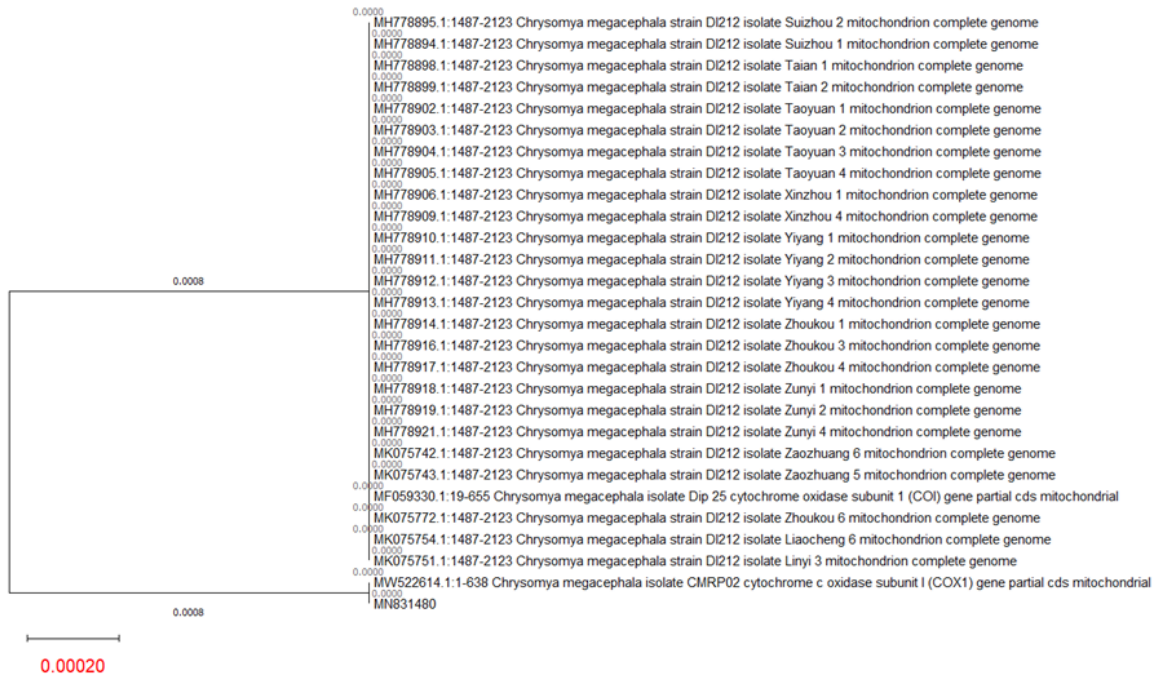 0.0000
MH778895.1:1487-2123 Chrysomya megacephala strain DI212 isolate Suizhou 2 mitochondrion complete genome
0.0000
MH778894.1:1487-2123 Chrysomya megacephala strain DI212 isolate Suizhou 1 mitochondrion complete genome
0.0000
MH778898.1:1487-2123 Chrysomya megacephala strain DI212 isolate Taian 1 mitochondrion complete genome
0.0000
MH778899.1:1487-2123 Chrysomya megacephala strain DI212 isolate Taian 2 mitochondrion complete genome
0.0000
MH778902.1:1487-2123 Chrysomya megacephala strain DI212 isolate Taoyuan 1 mitochondrion complete genome
0.0000
MH778903.1:1487-2123 Chrysomya megacephala strain DI212 isolate Taoyuan 2 mitochondrion complete genome
0.0000
MH778904.1:1487-2123 Chrysomya megacephala strain DI212 isolate Taoyuan 3 mitochondrion complete genome
0.0000
MH778905.1:1487-2123 Chrysomya megacephala strain DI212 isolate Taoyuan 4 mitochondrion complete genome
0.0000
MH778906.1:1487-2123 Chrysomya megacephala strain DI212 isolate Xinzhou 1 mitochondrion complete genome
0.0000
MH778909.1:1487-2123 Chrysomya megacephala strain DI212 isolate Xinzhou 4 mitochondrion complete genome
0.0000
MH778910.1:1487-2123 Chrysomya megacephala strain DI212 isolate Yiyang 1 mitochondrion complete genome
0.0000
MH778911.1:1487-2123 Chrysomya megacephala strain DI212 isolate Yiyang 2 mitochondrion complete genome
0.0000
MH778912.1:1487-2123 Chrysomya megacephala strain DI212 isolate Yiyang 3 mitochondrion complete genome
0.0008
0.0000
MH778913.1:1487-2123 Chrysomya megacephala strain DI212 isolate Yiyang 4 mitochondrion complete genome
0.0000
MH778914.1:1487-2123 Chrysomya megacephala strain DI212 isolate Zhoukou 1 mitochondrion complete genome
0.0000
MH778916.1:1487-2123 Chrysomya megacephala strain DI212 isolate Zhoukou 3 mitochondrion complete genome
0.0000
MH778917.1:1487-2123 Chrysomya megacephala strain DI212 isolate Zhoukou 4 mitochondrion complete genome
0.0000
MH778918.1:1487-2123 Chrysomya megacephala strain DI212 isolate Zunyi 1 mitochondrion complete genome
0.0000
MH778919.1:1487-2123 Chrysomya megacephala strain DI212 isolate Zunyi 2 mitochondrion complete genome
0.0000
MH778921.1:1487-2123 Chrysomya megacephala strain DI212 isolate Zunyi 4 mitochondrion complete genome
0.0000
MK075742.1:1487-2123 Chrysomya megacephala strain DI212 isolate Zaozhuang 6 mitochondrion complete genome
0.0000
MK075743.1:1487-2123 Chrysomya megacephala strain DI212 isolate Zaozhuang 5 mitochondrion complete genome
0.0000
MF059330.1:19-655 Chrysomya megacephala isolate Dip 25 cytochrome oxidase subunit 1 (COI) gene partial cds mitochondrial
0.0000
MK075772.1:1487-2123 Chrysomya megacephala strain DI212 isolate Zhoukou 6 mitochondrion complete genome
0.0000
MK075754.1:1487-2123 Chrysomya megacephala strain DI212 isolate Liaocheng 6 mitochondrion complete genome
0.0000
MK075751.1:1487-2123 Chrysomya megacephala strain DI212 isolate Linyi 3 mitochondrion complete genome
0.0000
MW522614.1:1-638 Chrysomya megacephala isolate CMRP02 cytochrome c oxidase subunit I (COX1) gene partial cds mitochondrial
0.0000
MN831480
0.0008
0.00020